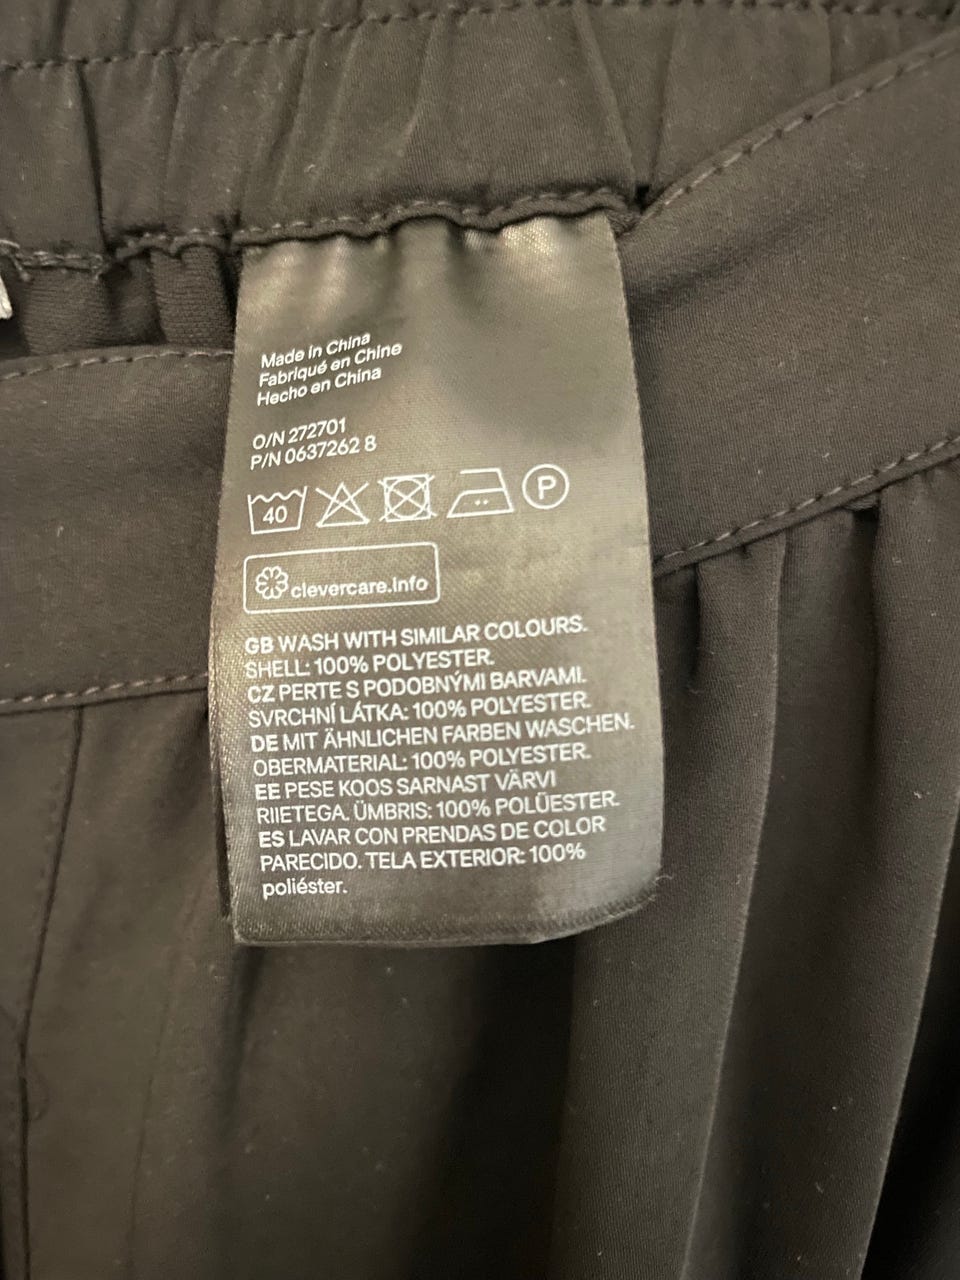 Made in China
Fabriqué en Chine
Hecho en China
O/N 272701
P/N 0637262 8
40 P
clevercare.info
GB WASH WITH SIMILAR COLOURS.
SHELL: 100% POLYESTER.
CZ PERTE S PODOBNÝMI BARVAMI.
SVRCHNÍ LÁTKA: 100% POLYESTER.
DE MIT ÄHNLICHEN FARBEN WASCHEN.
OBERMATERIAL: 100% POLYESTER.
EE PESE KOOS SARNAST VÄRVI
RIIETEGA. ÜMBRIS: 100% POLÜESTER.
ES LAVAR CON PRENDAS DE COLOR
PARECIDO. TELA EXTERIOR: 100%
poliéster.